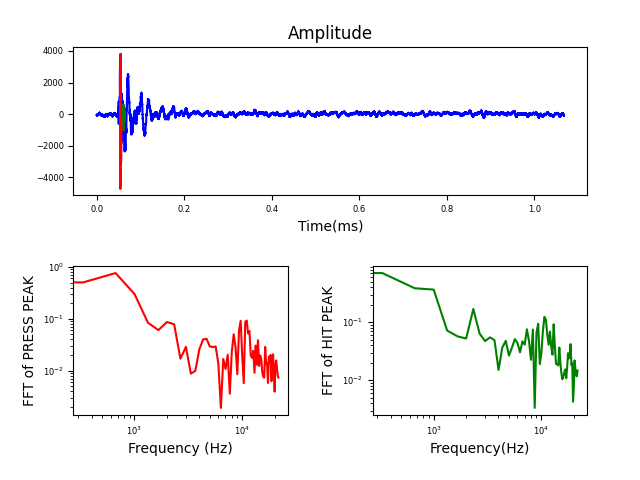 Amplitude
4000
2000
0
−2000
−4000
0.0 0.2 0.4 0.6 0.8 1.0
Time(ms)
FFT of PRESS PEAK
10⁰
10⁻¹
10⁻²
10³ 10⁴
Frequency (Hz)
FFT of HIT PEAK
10⁻¹
10⁻²
10³ 10⁴
Frequency(Hz)